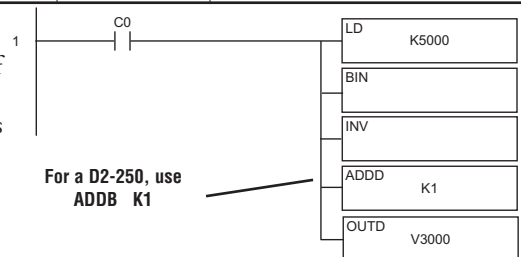 C0
1
f
s
LD
K5000
BIN
INV
For a D2-250, use
ADDB K1
ADDD
K1
OUTD
V3000